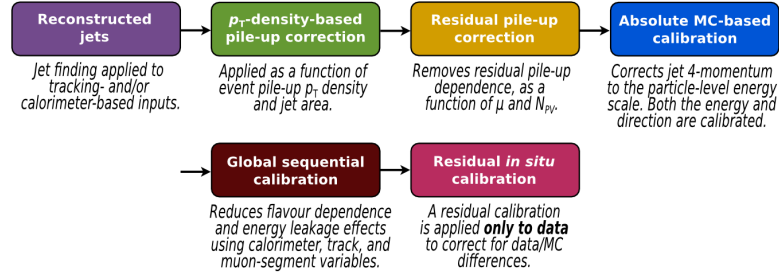 Reconstructed
jets
Jet finding applied to
tracking- and/or
calorimeter-based inputs.
pT-density-based
pile-up correction
Applied as a function of
event pile-up pT density
and jet area.
Residual pile-up
correction
Removes residual pile-up
dependence, as a
function of μ and NPV.
Absolute MC-based
calibration
Corrects jet 4-momentum
to the particle-level energy
scale. Both the energy and
direction are calibrated.
Global sequential
calibration
Reduces flavour dependence
and energy leakage effects
using calorimeter, track, and
muon-segment variables.
Residual in situ
calibration
A residual calibration
is applied only to data
to correct for data/MC
differences.